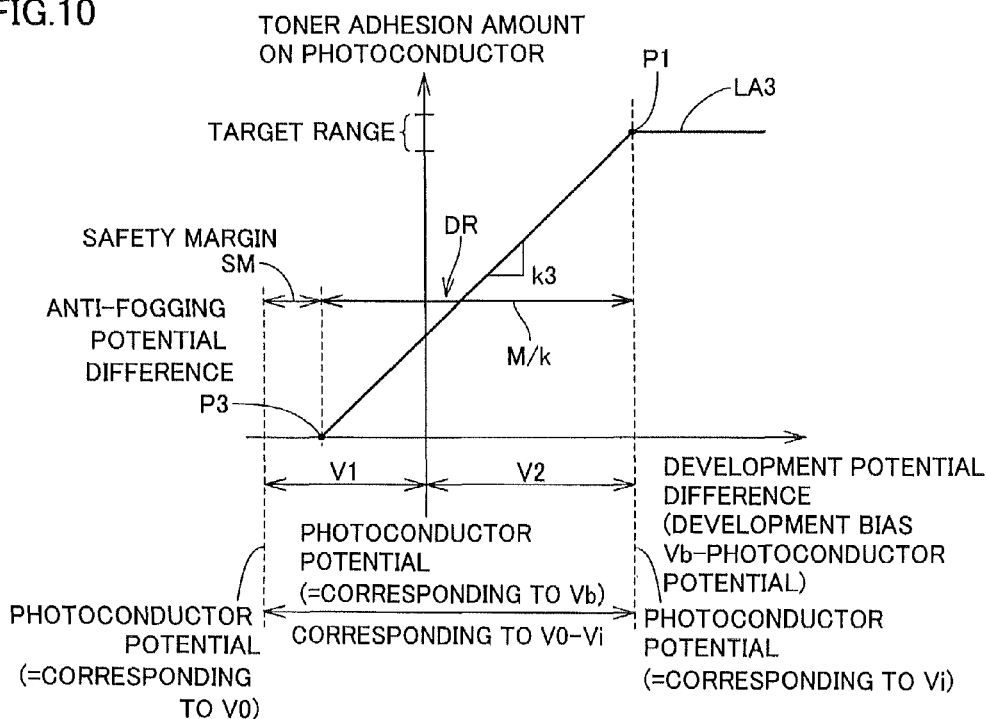 FIG.10
TONER ADHESION AMOUNT
ON PHOTOCONDUCTOR
P1
LA3
TARGET RANGE
DR
SAFETY MARGIN
SM
k3
ANTI-FOGGING
POTENTIAL
DIFFERENCE
M/k
P3
V1
V2
DEVELOPMENT POTENTIAL
DIFFERENCE
(DEVELOPMENT BIAS
Vb-PHOTOCONDUCTOR
POTENTIAL)
PHOTOCONDUCTOR
POTENTIAL
(=CORRESPONDING TO Vb)
PHOTOCONDUCTOR
POTENTIAL
(=CORRESPONDING
TO V0)
CORRESPONDING TO V0-Vi
PHOTOCONDUCTOR
POTENTIAL
(=CORRESPONDING TO Vi)